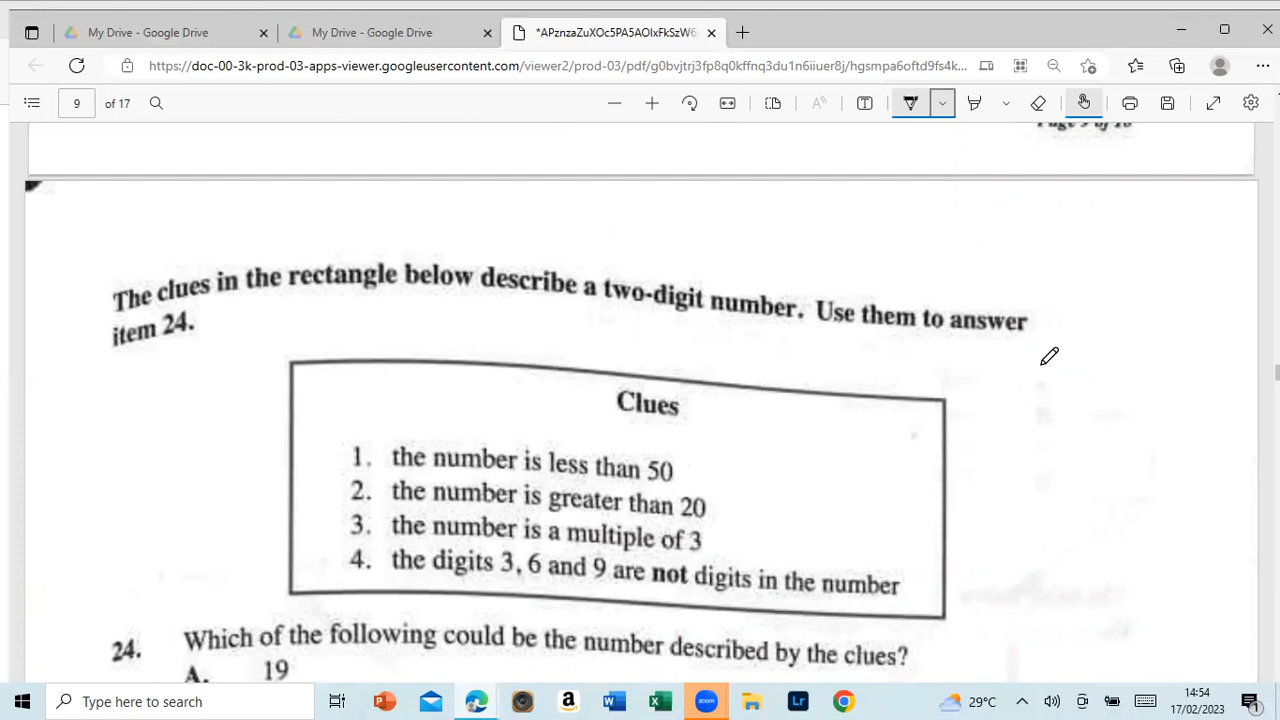 My Drive - Google Drive
My Drive - Google Drive
*APznzaZuXOc5PA5AOIxFkSzW6
https://doc-00-3k-prod-03-apps-viewer.googleusercontent.com/viewer2/prod-03/pdf/g0bvjtrj3fp8q0kffnq3du1n6iiuer8j/hgsmpa6oftd9fs4k...
9 of 17
The clues in the rectangle below describe a two-digit number. Use them to answer
item 24.
Clues
1. the number is less than 50
2. the number is greater than 20
3. the number is a multiple of 3
4. the digits 3, 6 and 9 are not digits in the number
24. Which of the following could be the number described by the clues?
A. 19
Type here to search
zoom
W
X
Lr
29°C
14:54
17/02/2023